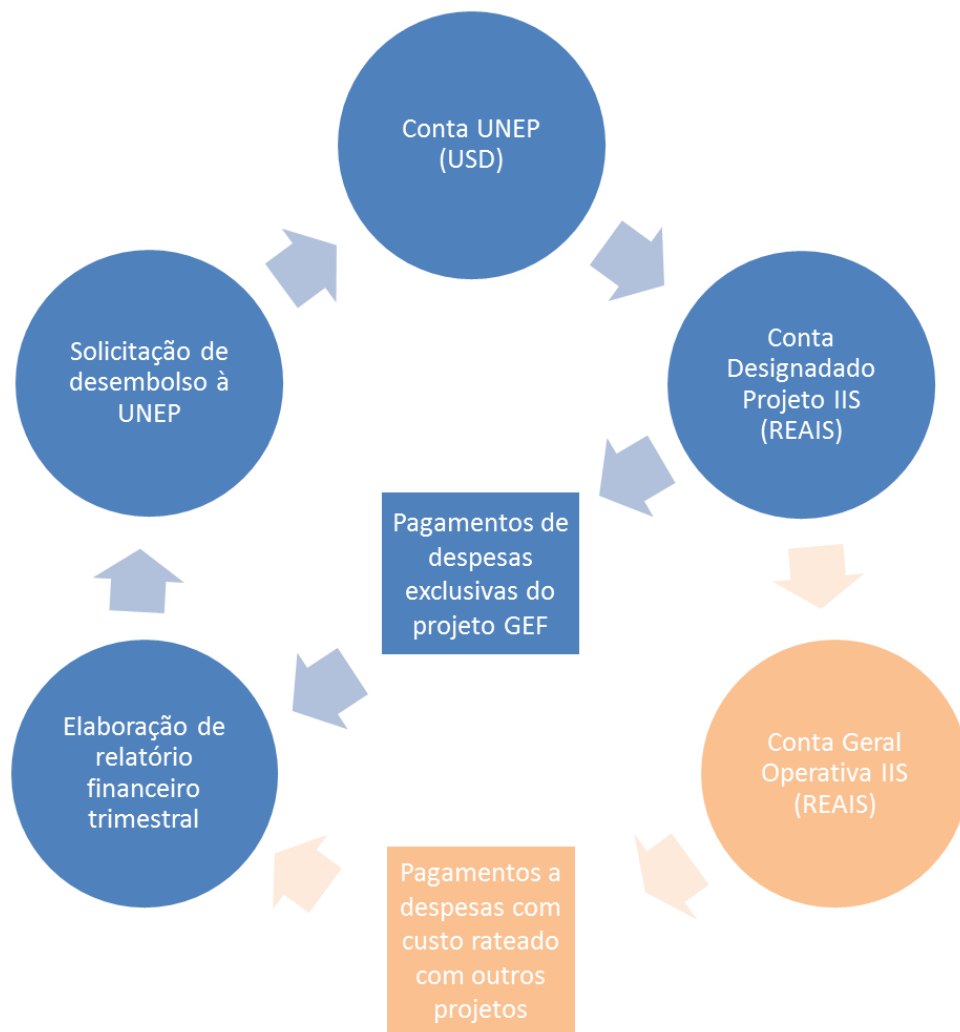 Conta UNEP
(USD)
Conta
Designadado
Projeto IIS
(REAIS)
Solicitação de
desembolso à
UNEP
Pagamentos de
despesas
exclusivas do
projeto GEF
Elaboração de
relatório
financeiro
trimestral
Conta Geral
Operativa IIS
(REAIS)
Pagamentos a
despesas com
custo rateado
com outros
projetos